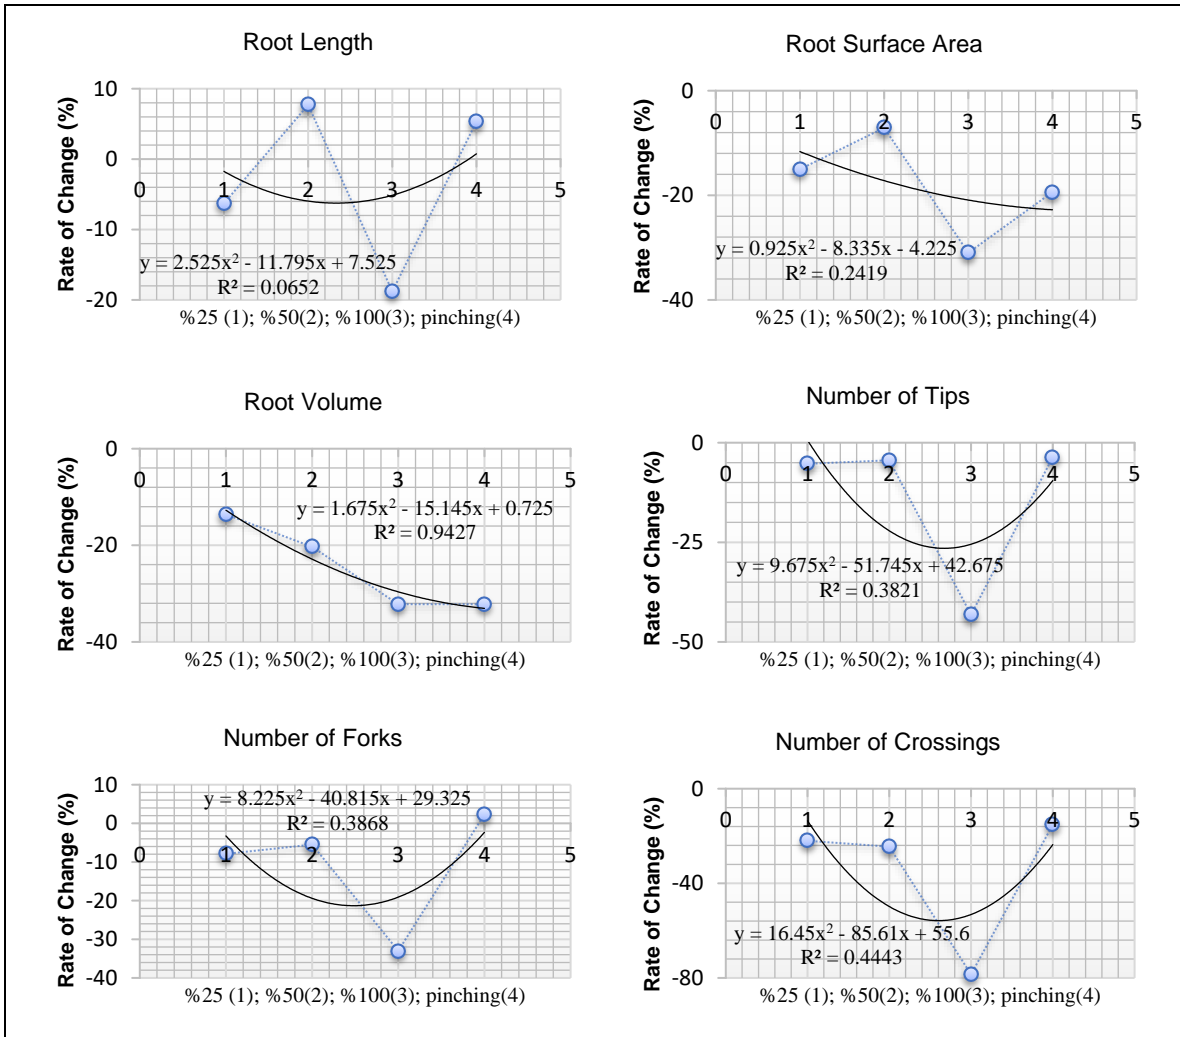 Root Length
Rate of Change (%)
10
0
-10
-20
0 1 2 3 4 5
y = 2.525x² - 11.795x + 7.525
R² = 0.0652
%25 (1); %50(2); %100(3); pinching(4)
Root Surface Area
Rate of Change (%)
0
-20
-40
0 1 2 3 4 5
y = 0.925x² - 8.335x - 4.225
R² = 0.2419
%25 (1); %50(2); %100(3); pinching(4)
Root Volume
Rate of Change (%)
0
-20
-40
0 1 2 3 4 5
y = 1.675x² - 15.145x + 0.725
R² = 0.9427
%25 (1); %50(2); %100(3); pinching(4)
Number of Tips
Rate of Change (%)
0
-25
-50
0 1 2 3 4 5
y = 9.675x² - 51.745x + 42.675
R² = 0.3821
%25 (1); %50(2); %100(3); pinching(4)
Number of Forks
Rate of Change (%)
10
0
-10
-20
-30
-40
0 1 2 3 4 5
y = 8.225x² - 40.815x + 29.325
R² = 0.3868
%25 (1); %50(2); %100(3); pinching(4)
Number of Crossings
Rate of Change (%)
0
-40
-80
0 1 2 3 4 5
y = 16.45x² - 85.61x + 55.6
R² = 0.4443
%25 (1); %50(2); %100(3); pinching(4)